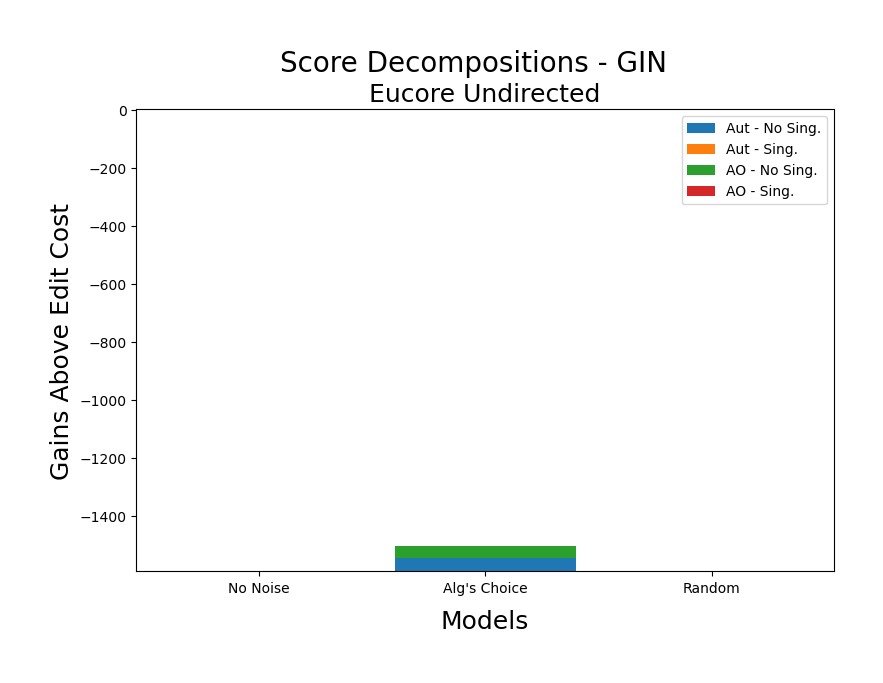 Score Decompositions - GIN
Eucore Undirected
Gains Above Edit Cost
0
−200
−400
−600
−800
−1000
−1200
−1400
Aut - No Sing.
Aut - Sing.
AO - No Sing.
AO - Sing.
No Noise
Alg's Choice
Random
Models